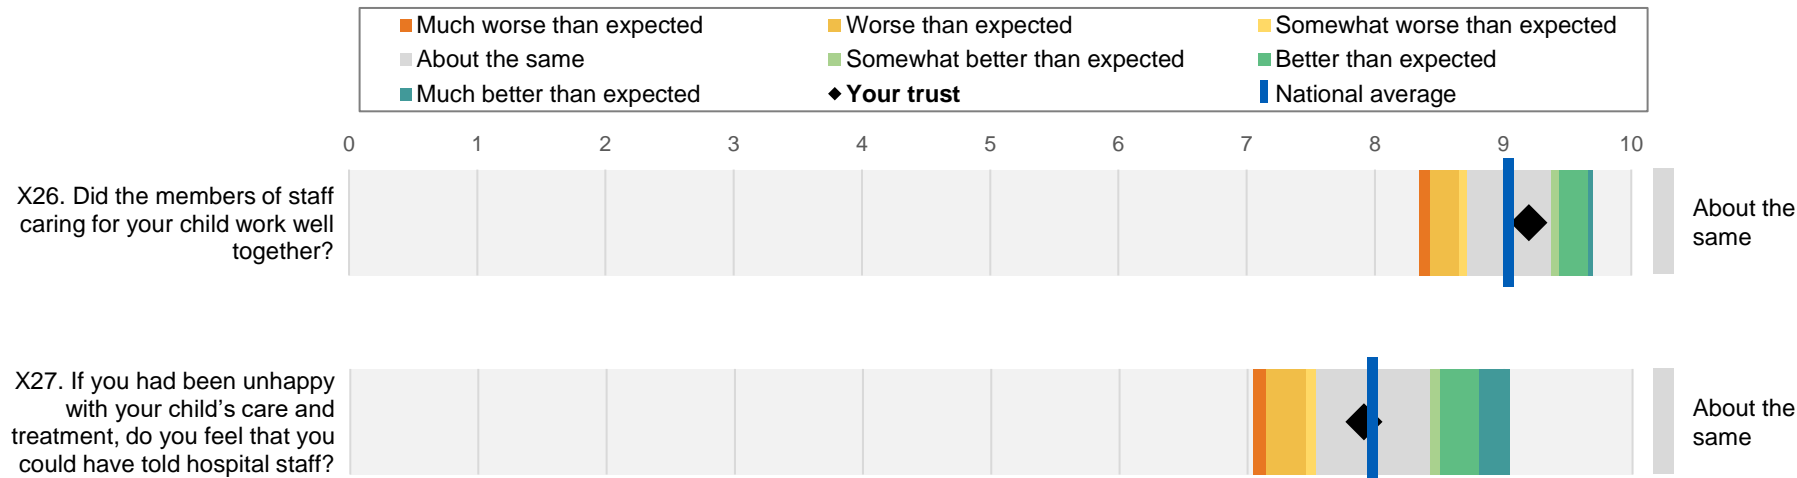 Much worse than expected
Worse than expected
Somewhat worse than expected
About the same
Somewhat better than expected
Better than expected
Much better than expected
Your trust
National average
0 1 2 3 4 5 6 7 8 9 10
X26. Did the members of staff
caring for your child work well
together?
About the
same
X27. If you had been unhappy
with your child’s care and
treatment, do you feel that you
could have told hospital staff?
About the
same